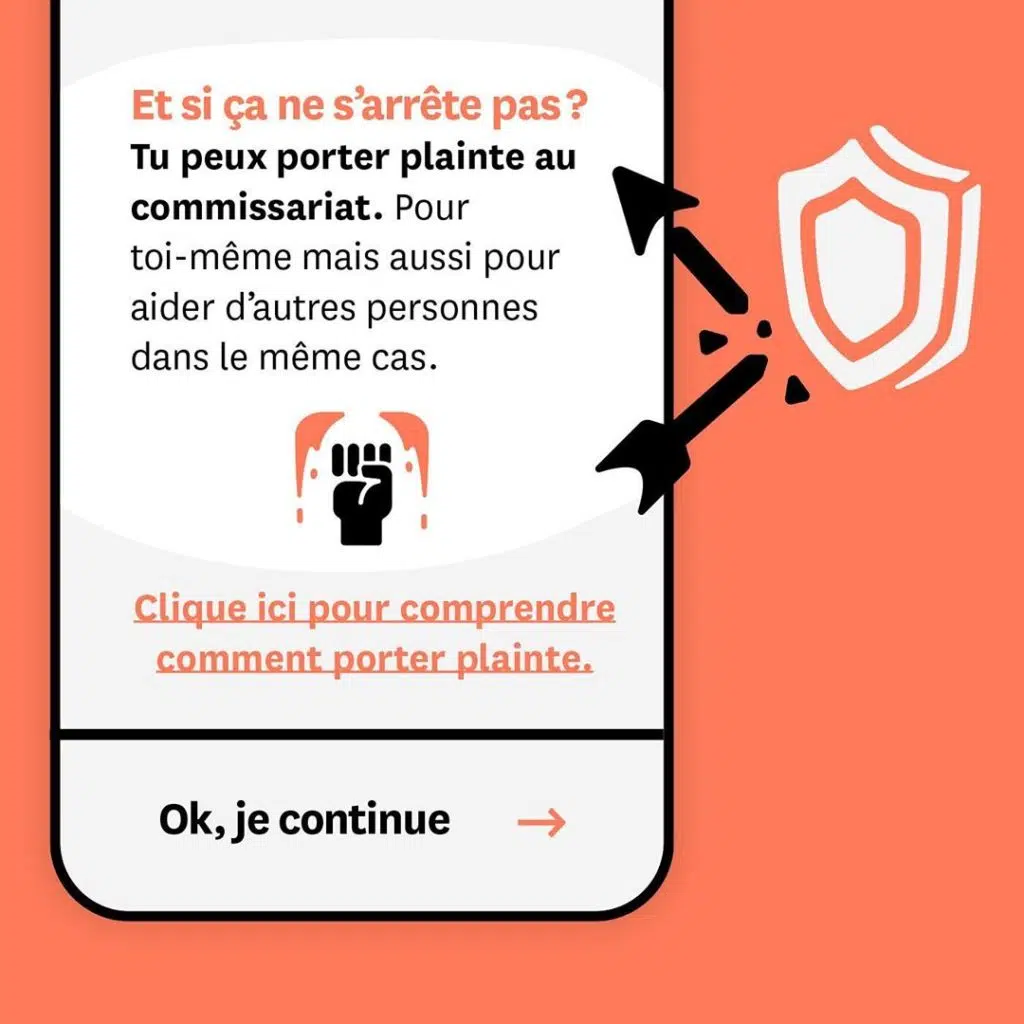 Et si ça ne s’arrête pas ?
Tu peux porter plainte au
commissariat. Pour
toi-même mais aussi pour
aider d’autres personnes
dans le même cas.
Clique ici pour comprendre
comment porter plainte.
Ok, je continue →